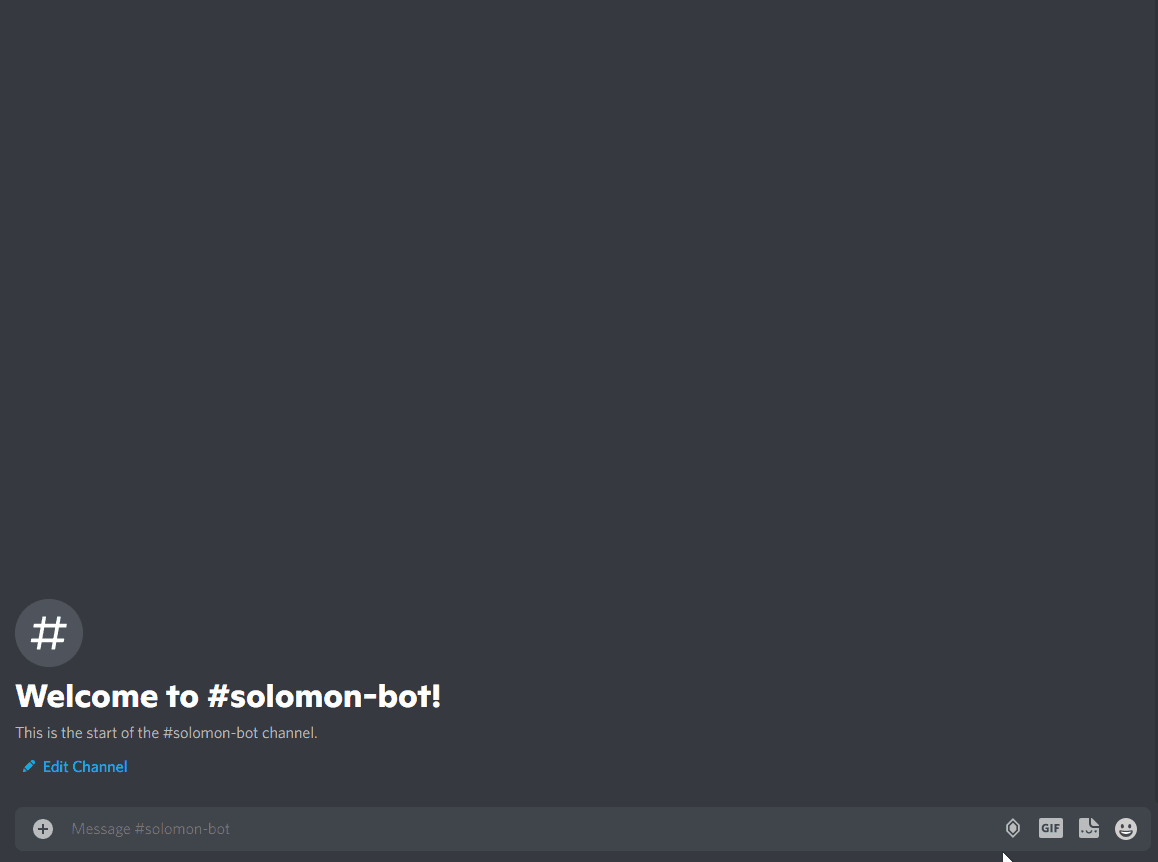 #
Welcome to #solomon-bot!
This is the start of the #solomon-bot channel.
Edit Channel
Message #solomon-bot
GIF